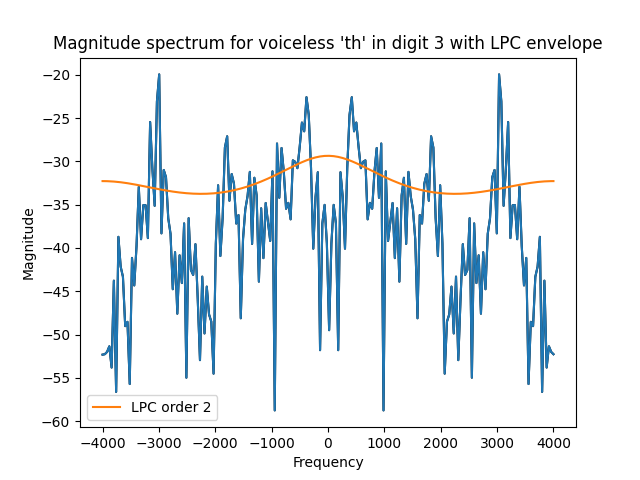 Magnitude spectrum for voiceless 'th' in digit 3 with LPC envelope
−20
−25
−30
−35
−40
−45
−50
−55
−60
Magnitude
LPC order 2
−4000 −3000 −2000 −1000 0 1000 2000 3000 4000
Frequency